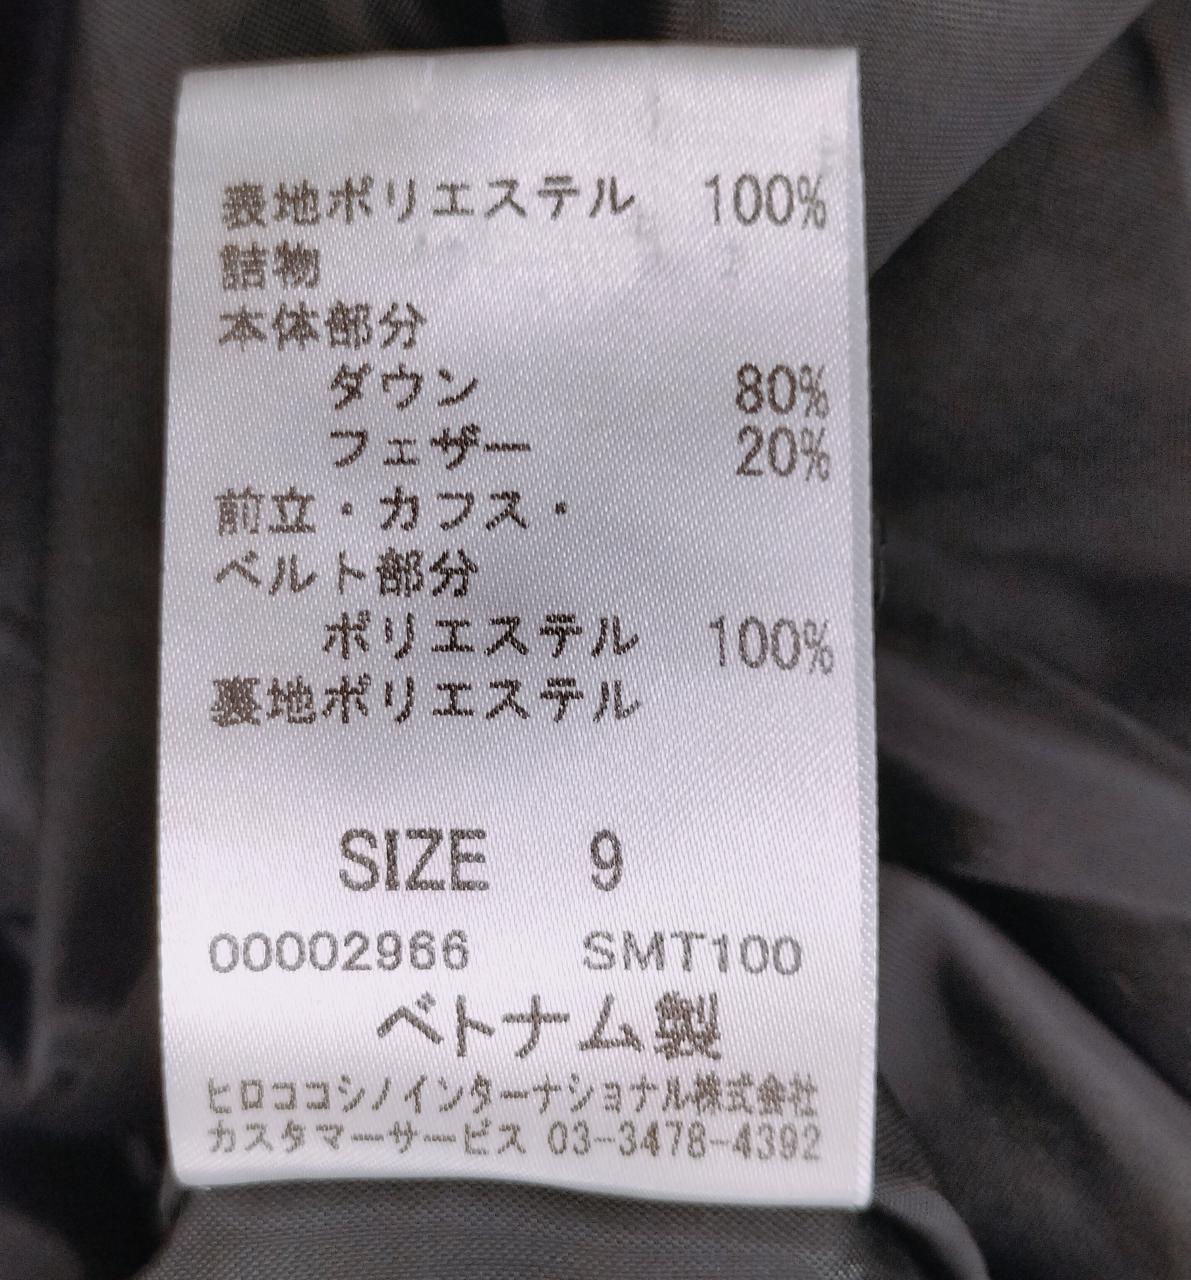 表地ポリエステル 100%
詰物
本体部分
ダウン 80%
フェザー 20%
前立・カフス・
ベルト部分
ポリエステル 100%
裏地ポリエステル
SIZE 9
00002966 SMT100
ベトナム製
ヒロココシノインターナショナル株式会社
カスタマーサービス 03-3478-4392